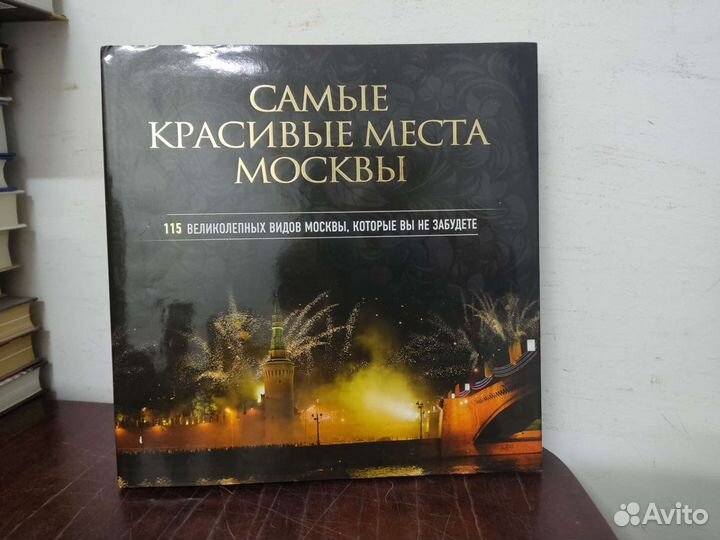 САМЫЕ
КРАСИВЫЕ МЕСТА
МОСКВЫ
115 ВЕЛИКОЛЕПНЫХ ВИДОВ МОСКВЫ, КОТОРЫЕ ВЫ НЕ ЗАБУДЕТЕ
Avito